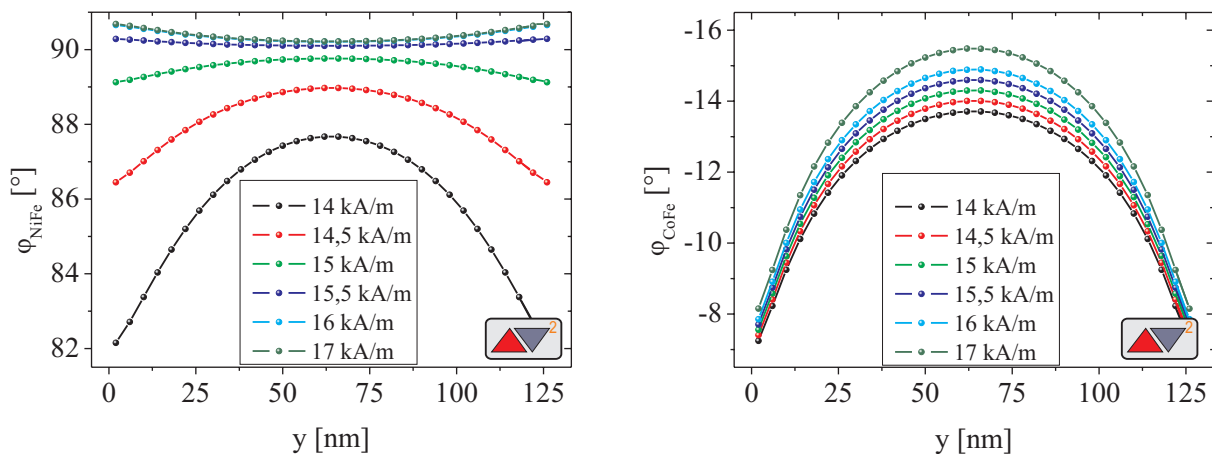 φNiFe [°]
90
88
86
84
82
14 kA/m
14,5 kA/m
15 kA/m
15,5 kA/m
16 kA/m
17 kA/m
2
0 25 50 75 100 125
y [nm]
φCoFe [°]
-16
-14
-12
-10
-8
14 kA/m
14,5 kA/m
15 kA/m
15,5 kA/m
16 kA/m
17 kA/m
2
0 25 50 75 100 125
y [nm]